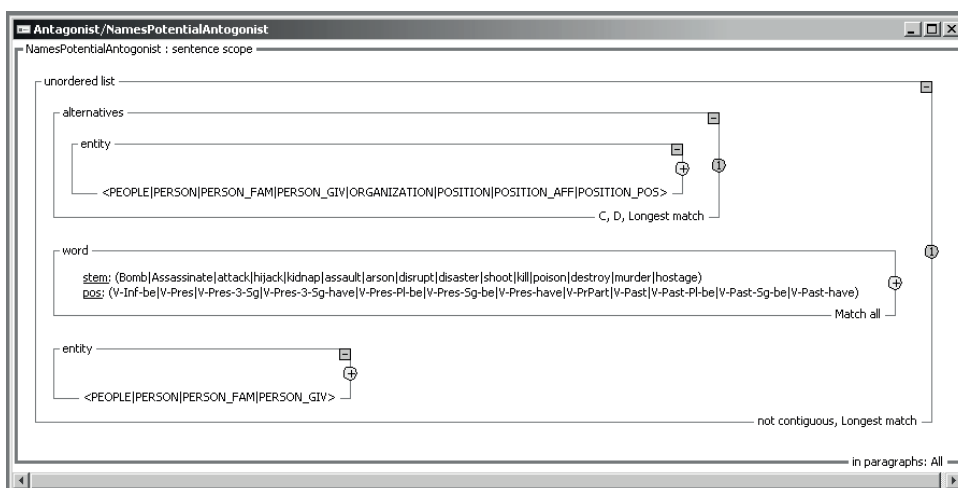 Antagonist/NamesPotentialAntogonist
NamesPotentialAntogonist : sentence scope
unordered list
alternatives
entity
<PEOPLE|PERSON|PERSON_FAM|PERSON_GIV|ORGANIZATION|POSITION|POSITION_AFF|POSITION_POS>
1
C, D, Longest match
word
stem: (Bomb|Assassinate|attack|hijack|kidnap|assault|arson|disrupt|disaster|shoot|kill|poison|destroy|murder|hostage)
pos: (V-Inf-be|V-Pres|V-Pres-3-Sg|V-Pres-3-Sg-have|V-Pres-Pl-be|V-Pres-Sg-be|V-Pres-have|V-PrPart|V-Past|V-Past-Pl-be|V-Past-Sg-be|V-Past-have)
Match all
1
entity
<PEOPLE|PERSON|PERSON_FAM|PERSON_GIV>
not contiguous, Longest match
in paragraphs: All